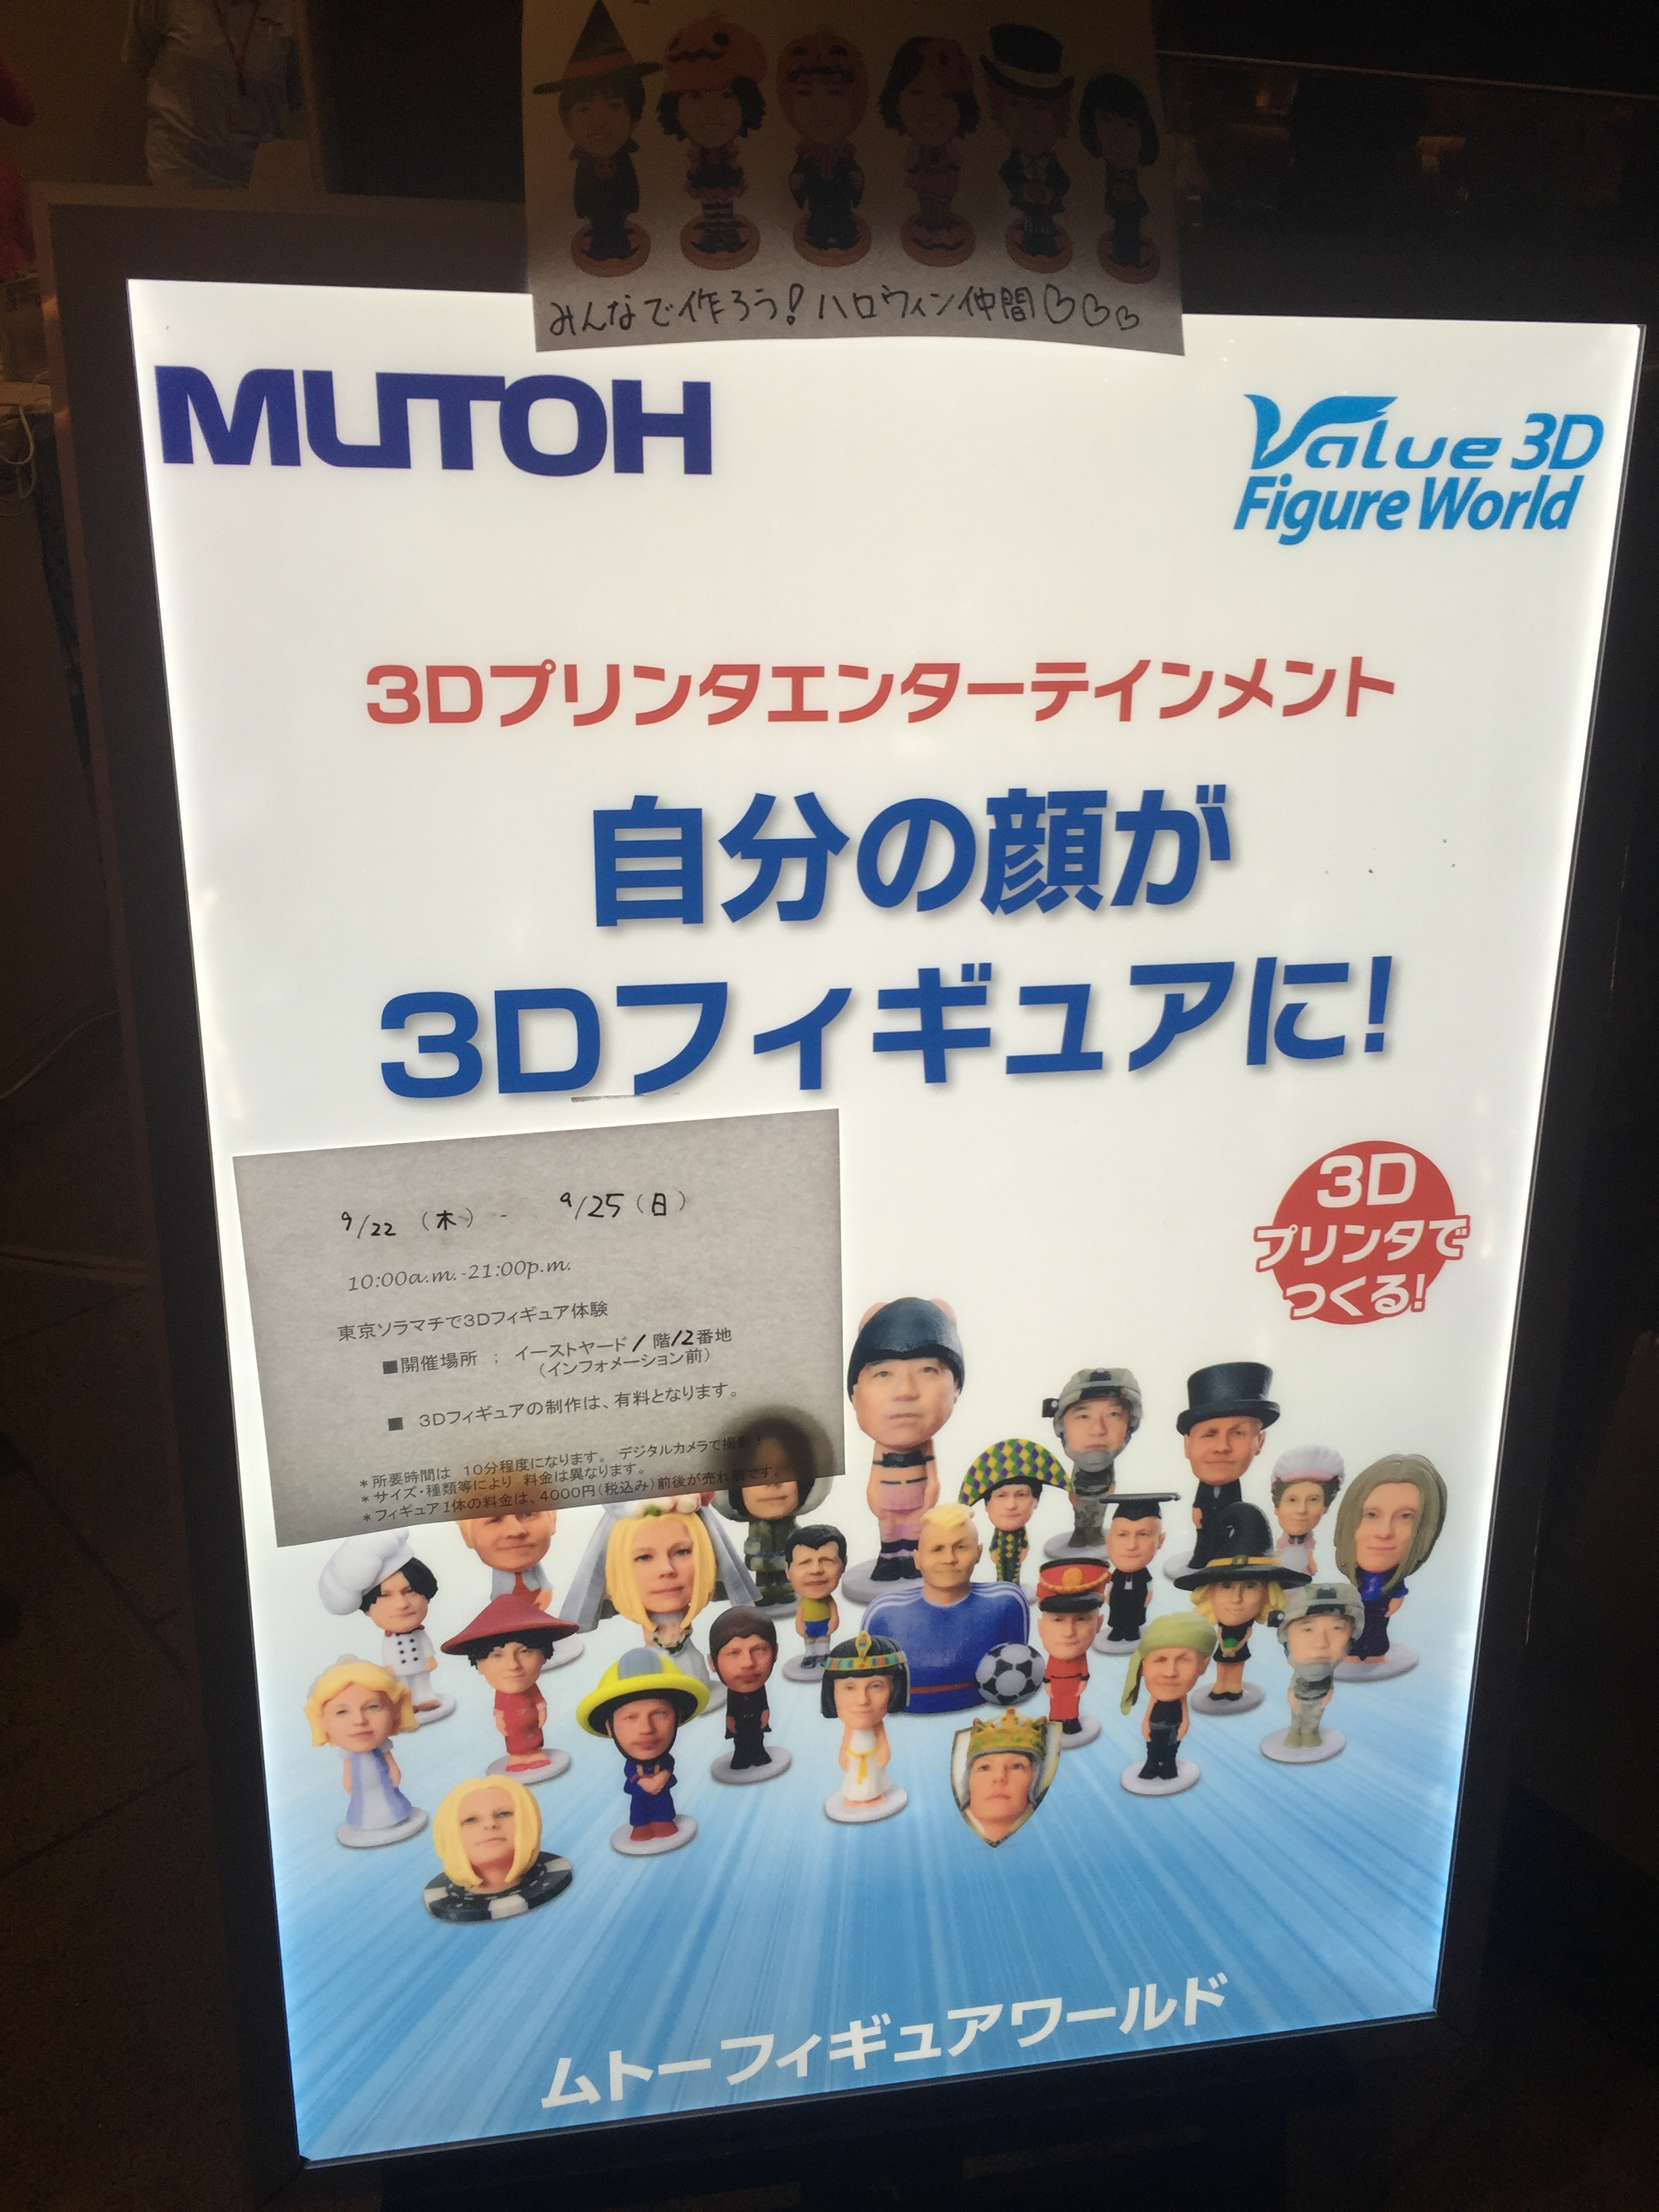 みんなで作ろう！ハロウィン仲間♡♡♡
MUTOH
Value 3D
Figure World
3Dプリンタエンターテインメント
自分の顔が
3Dフィギュアに!
9/22（木） - 9/25（日）
10:00a.m.-21:00p.m.
東京ソラマチで3Dフィギュア体験
■開催場所 ： イーストヤード1階12番地
（インフォメーション前）
■ 3Dフィギュアの制作は、有料となります。
＊所要時間は 10分程度になります。 デジタルカメラで撮影！
＊サイズ・種類等により 料金は異なります。
＊フィギュア1体の料金は、4000円（税込み）前後が売れ筋です。
3D
プリンタで
つくる!
ムトーフィギュアワールド